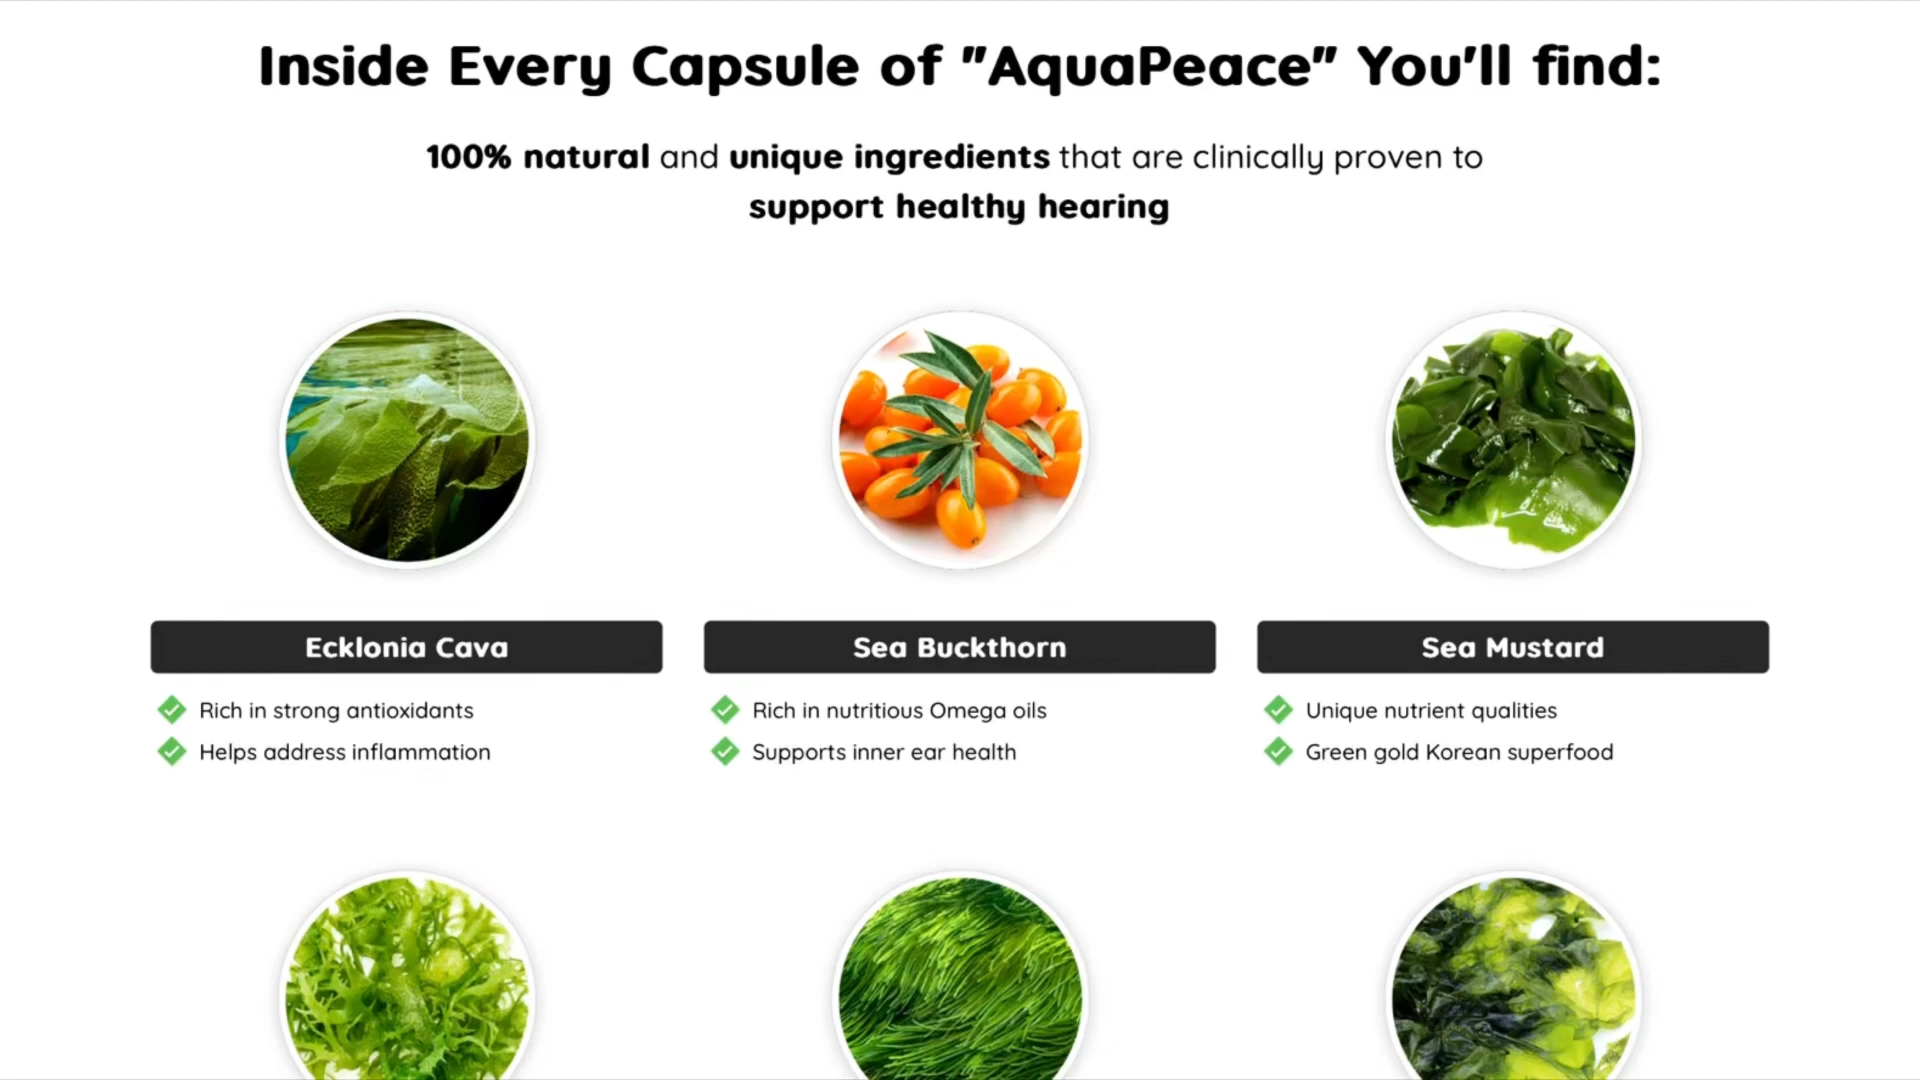 Inside Every Capsule of "AquaPeace" You'll find:
100% natural and unique ingredients that are clinically proven to
support healthy hearing
Ecklonia Cava
Rich in strong antioxidants
Helps address inflammation
Sea Buckthorn
Rich in nutritious Omega oils
Supports inner ear health
Sea Mustard
Unique nutrient qualities
Green gold Korean superfood